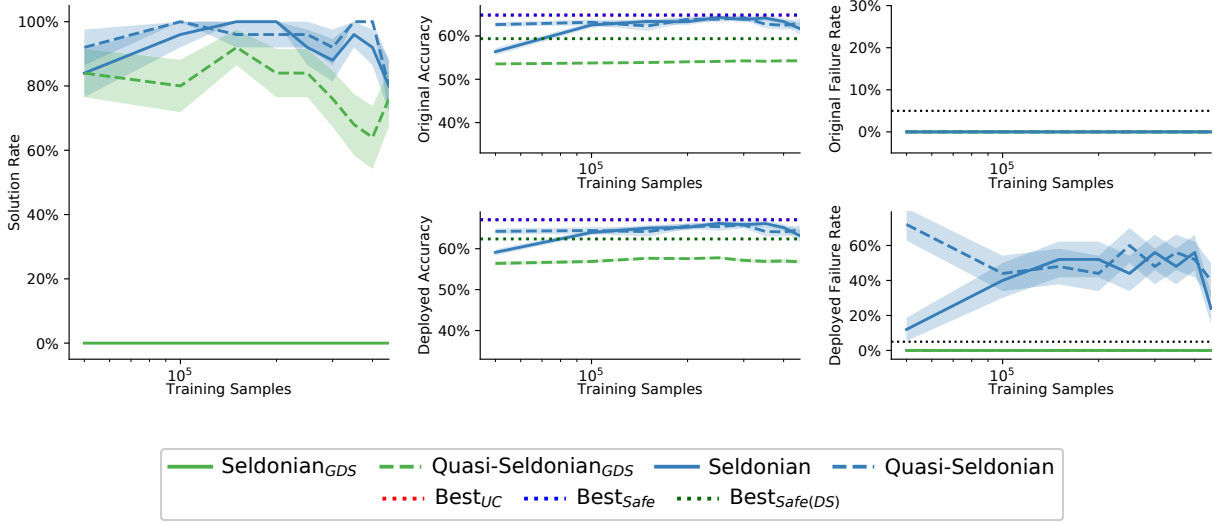 100%
80%
60%
40%
20%
0%
Solution Rate
10^5
Training Samples
60%
40%
Original Accuracy
10^5
Training Samples
30%
20%
10%
0%
Original Failure Rate
10^5
Training Samples
60%
40%
Deployed Accuracy
10^5
Training Samples
60%
40%
20%
0%
Deployed Failure Rate
10^5
Training Samples
Seldonian_GDS Quasi-Seldonian_GDS Seldonian Quasi-Seldonian
Best_UC Best_Safe Best_Safe(DS)